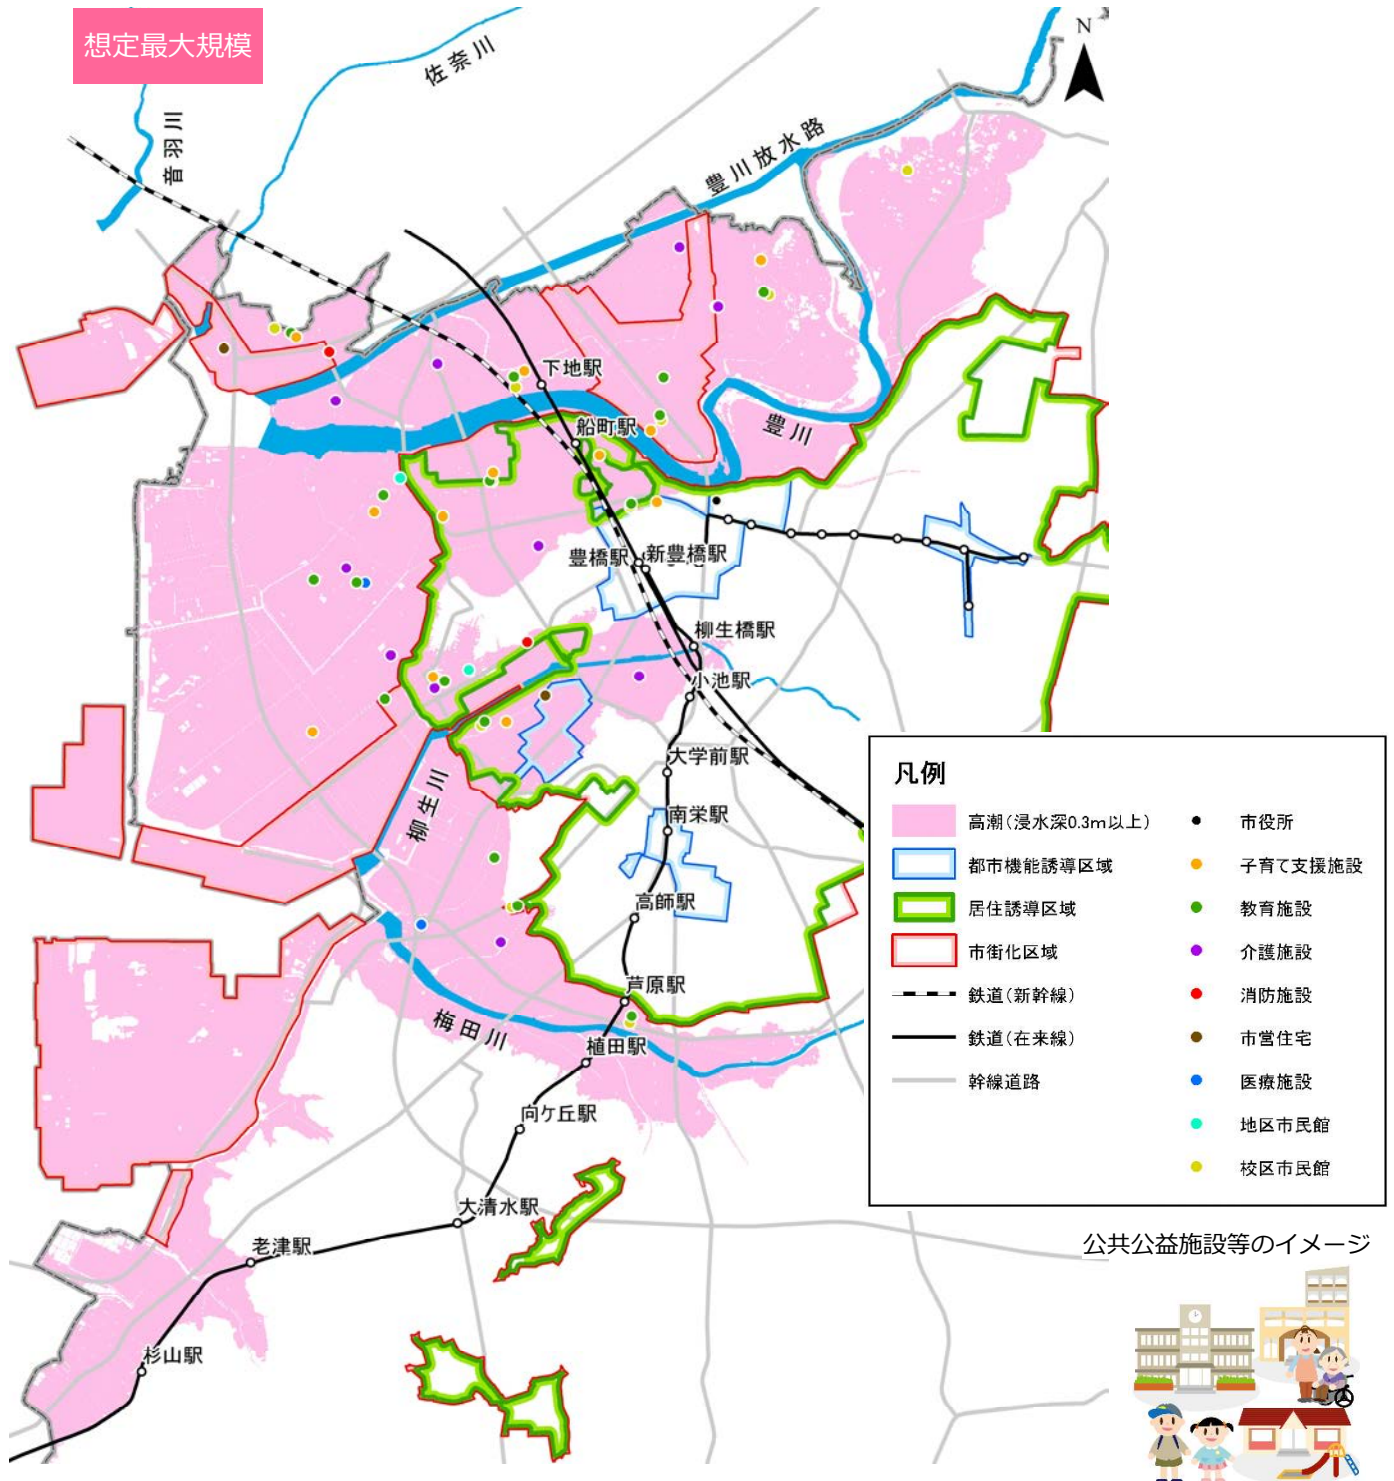 想定最大規模
佐奈川
音羽川
N
豊川放水路
下地駅
船町駅
豊川
豊橋駅
新豊橋駅
柳生橋駅
小池駅
大学前駅
柳生川
南栄駅
高師駅
芦原駅
梅田川
植田駅
向ケ丘駅
大清水駅
老津駅
杉山駅
凡例
高潮(浸水深0.3m以上)
都市機能誘導区域
居住誘導区域
市街化区域
鉄道(新幹線)
鉄道(在来線)
幹線道路
市役所
子育て支援施設
教育施設
介護施設
消防施設
市営住宅
医療施設
地区市民館
校区市民館
公共公益施設等のイメージ